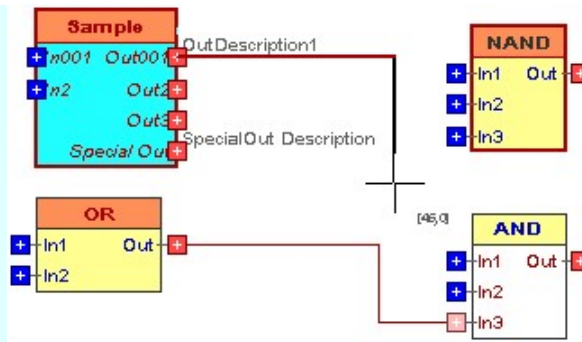 Sample
In001 Out001
OutDescription1
In2 Out2
Out3
SpecialOut Description
Special Out
NAND
In1 Out
In2
In3
[46,0]
OR
In1 Out
In2
AND
In1 Out
In2
In3